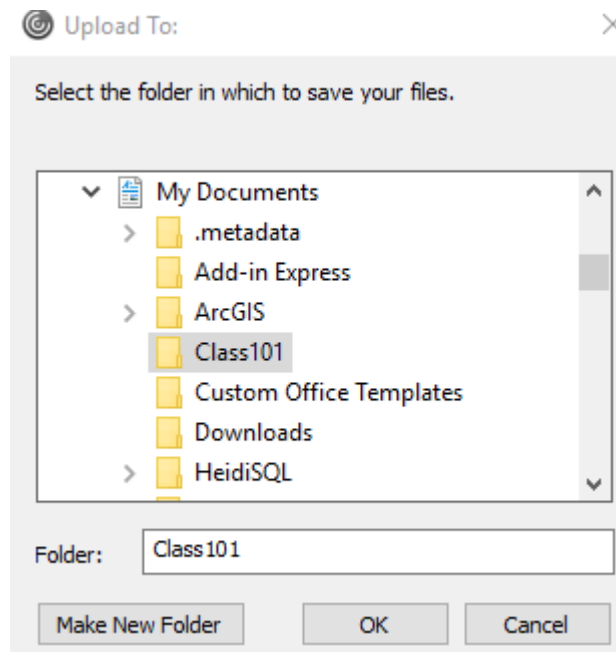 Upload To:
Select the folder in which to save your files.
My Documents
.metadata
Add-in Express
ArcGIS
Class101
Custom Office Templates
Downloads
HeidiSQL
Folder: Class101
Make New Folder OK Cancel